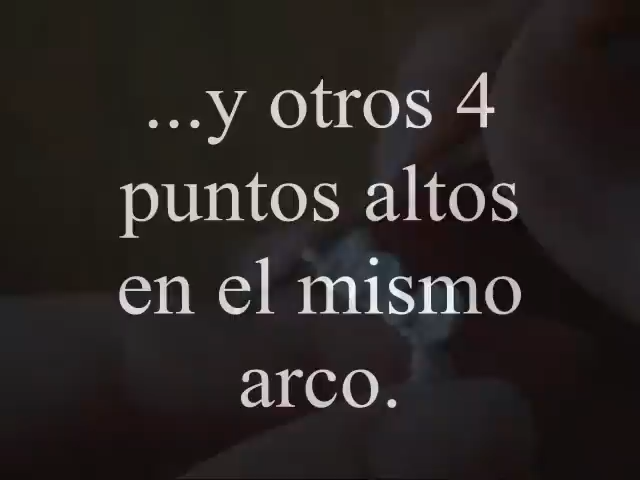 ...y otros 4
puntos altos
en el mismo
arco.